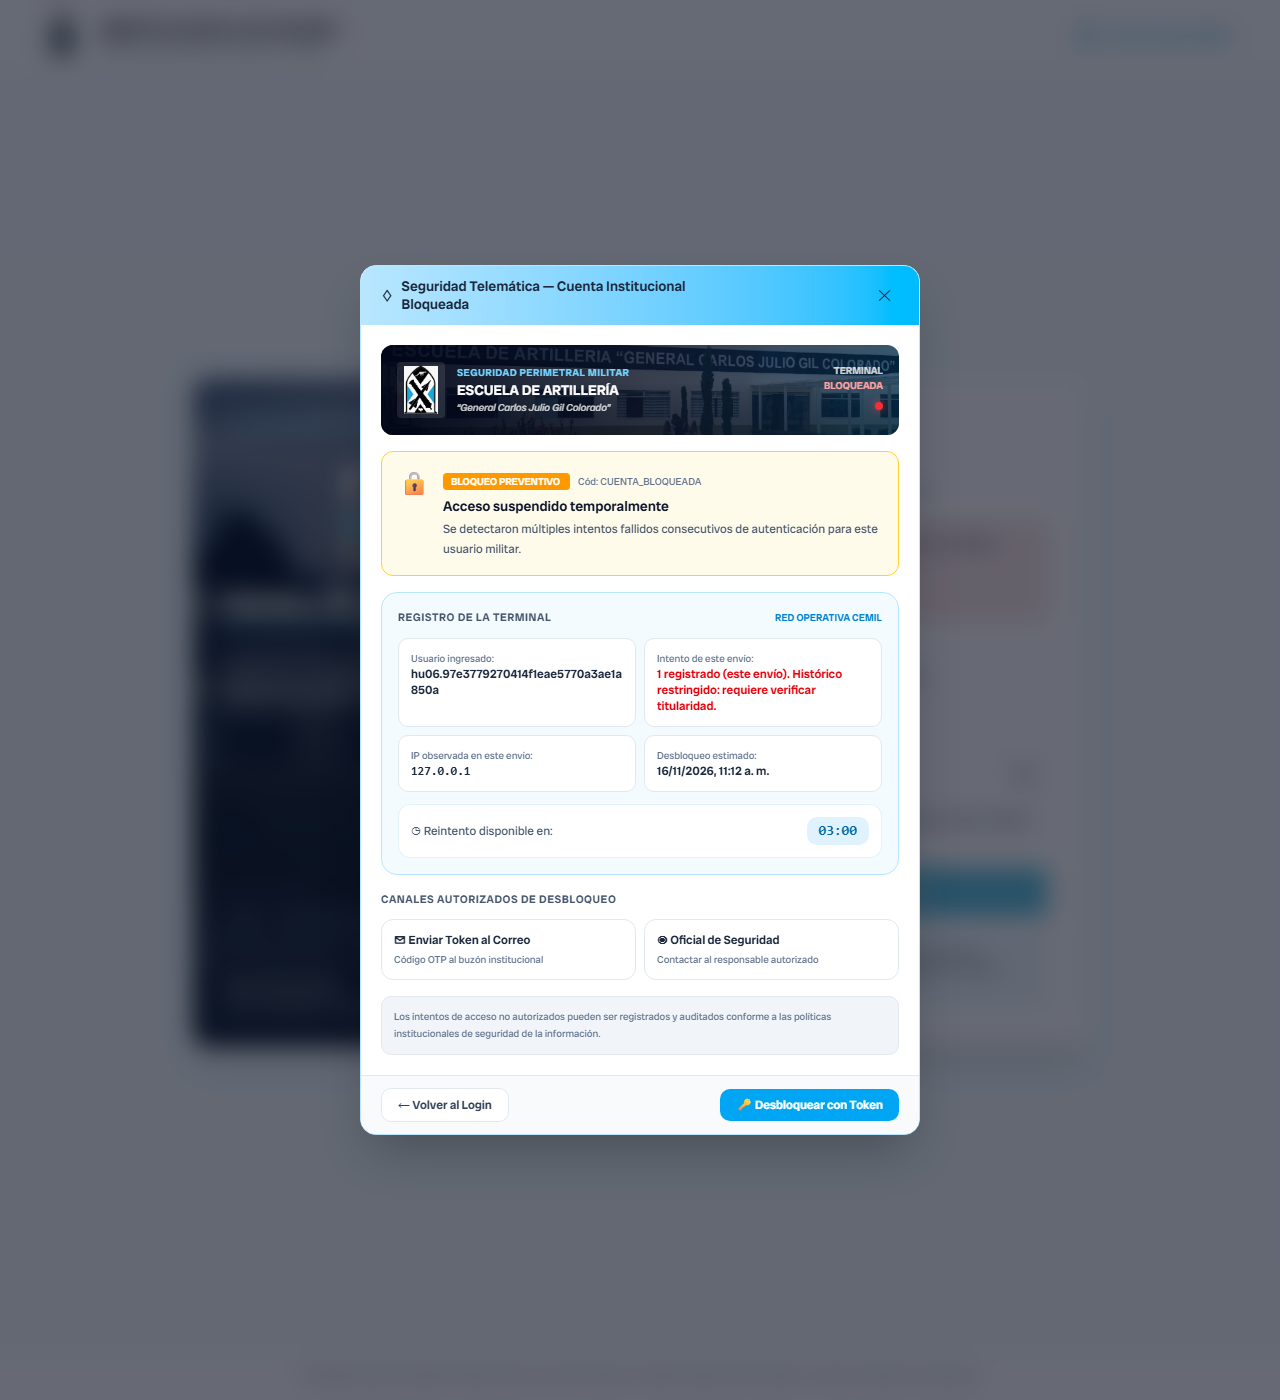 Seguridad Telemática — Cuenta Institucional
Bloqueada
ESCUELA DE ARTILLERIA “GENERAL CARLOS JULIO GIL COLORADO”
SEGURIDAD PERIMETRAL MILITAR
ESCUELA DE ARTILLERÍA
"General Carlos Julio Gil Colorado"
TERMINAL
BLOQUEADA
BLOQUEO PREVENTIVO Cód: CUENTA_BLOQUEADA
Acceso suspendido temporalmente
Se detectaron múltiples intentos fallidos consecutivos de autenticación para este
usuario militar.
REGISTRO DE LA TERMINAL
RED OPERATIVA CEMIL
Usuario ingresado:
hu06.97e3779270414f1eae5770a3ae1a
850a
Intento de este envío:
1 registrado (este envío). Histórico
restringido: requiere verificar
titularidad.
IP observada en este envío:
127.0.0.1
Desbloqueo estimado:
16/11/2026, 11:12 a. m.
Reintento disponible en:
03:00
CANALES AUTORIZADOS DE DESBLOQUEO
Enviar Token al Correo
Código OTP al buzón institucional
Oficial de Seguridad
Contactar al responsable autorizado
Los intentos de acceso no autorizados pueden ser registrados y auditados conforme a las políticas
institucionales de seguridad de la información.
← Volver al Login
Desbloquear con Token